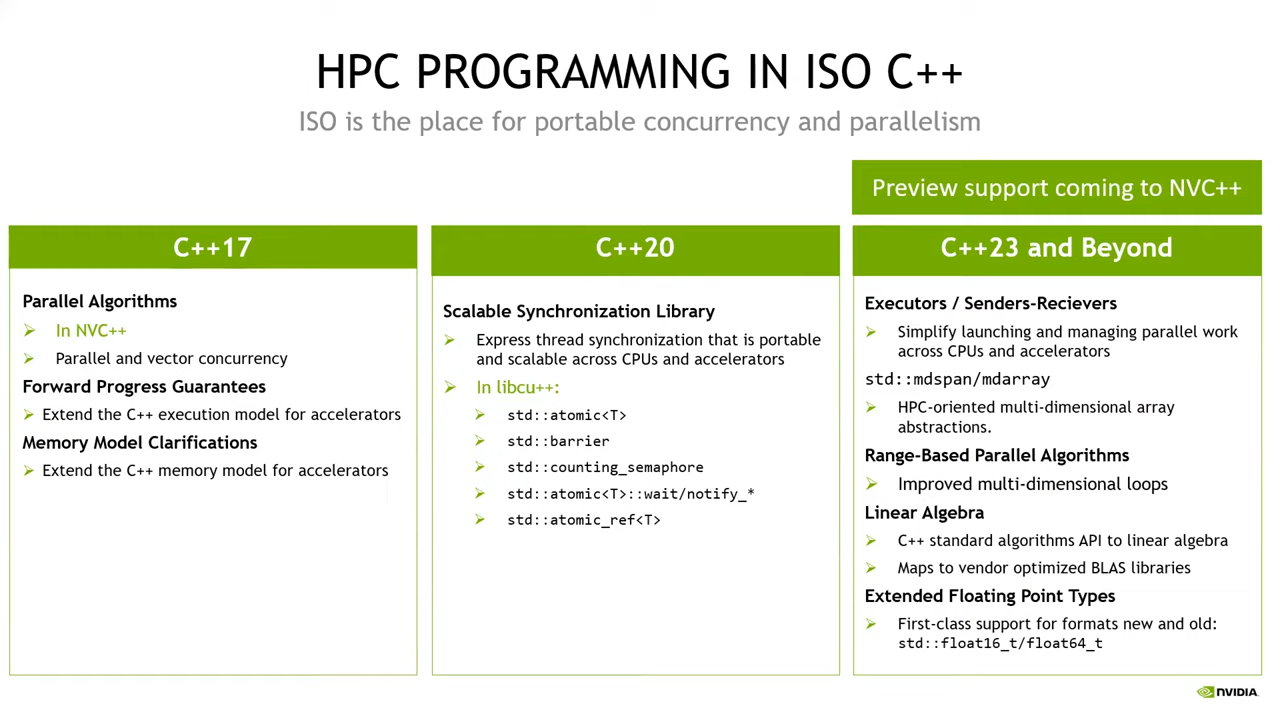 HPC PROGRAMMING IN ISO C++
ISO is the place for portable concurrency and parallelism
Preview support coming to NVC++
C++17
Parallel Algorithms
In NVC++
Parallel and vector concurrency
Forward Progress Guarantees
Extend the C++ execution model for accelerators
Memory Model Clarifications
Extend the C++ memory model for accelerators
C++20
Scalable Synchronization Library
Express thread synchronization that is portable
and scalable across CPUs and accelerators
In libcu++:
std::atomic<T>
std::barrier
std::counting_semaphore
std::atomic<T>::wait/notify_*
std::atomic_ref<T>
C++23 and Beyond
Executors / Senders-Recievers
Simplify launching and managing parallel work
across CPUs and accelerators
std::mdspan/mdarray
HPC-oriented multi-dimensional array
abstractions.
Range-Based Parallel Algorithms
Improved multi-dimensional loops
Linear Algebra
C++ standard algorithms API to linear algebra
Maps to vendor optimized BLAS libraries
Extended Floating Point Types
First-class support for formats new and old:
std::float16_t/float64_t
NVIDIA